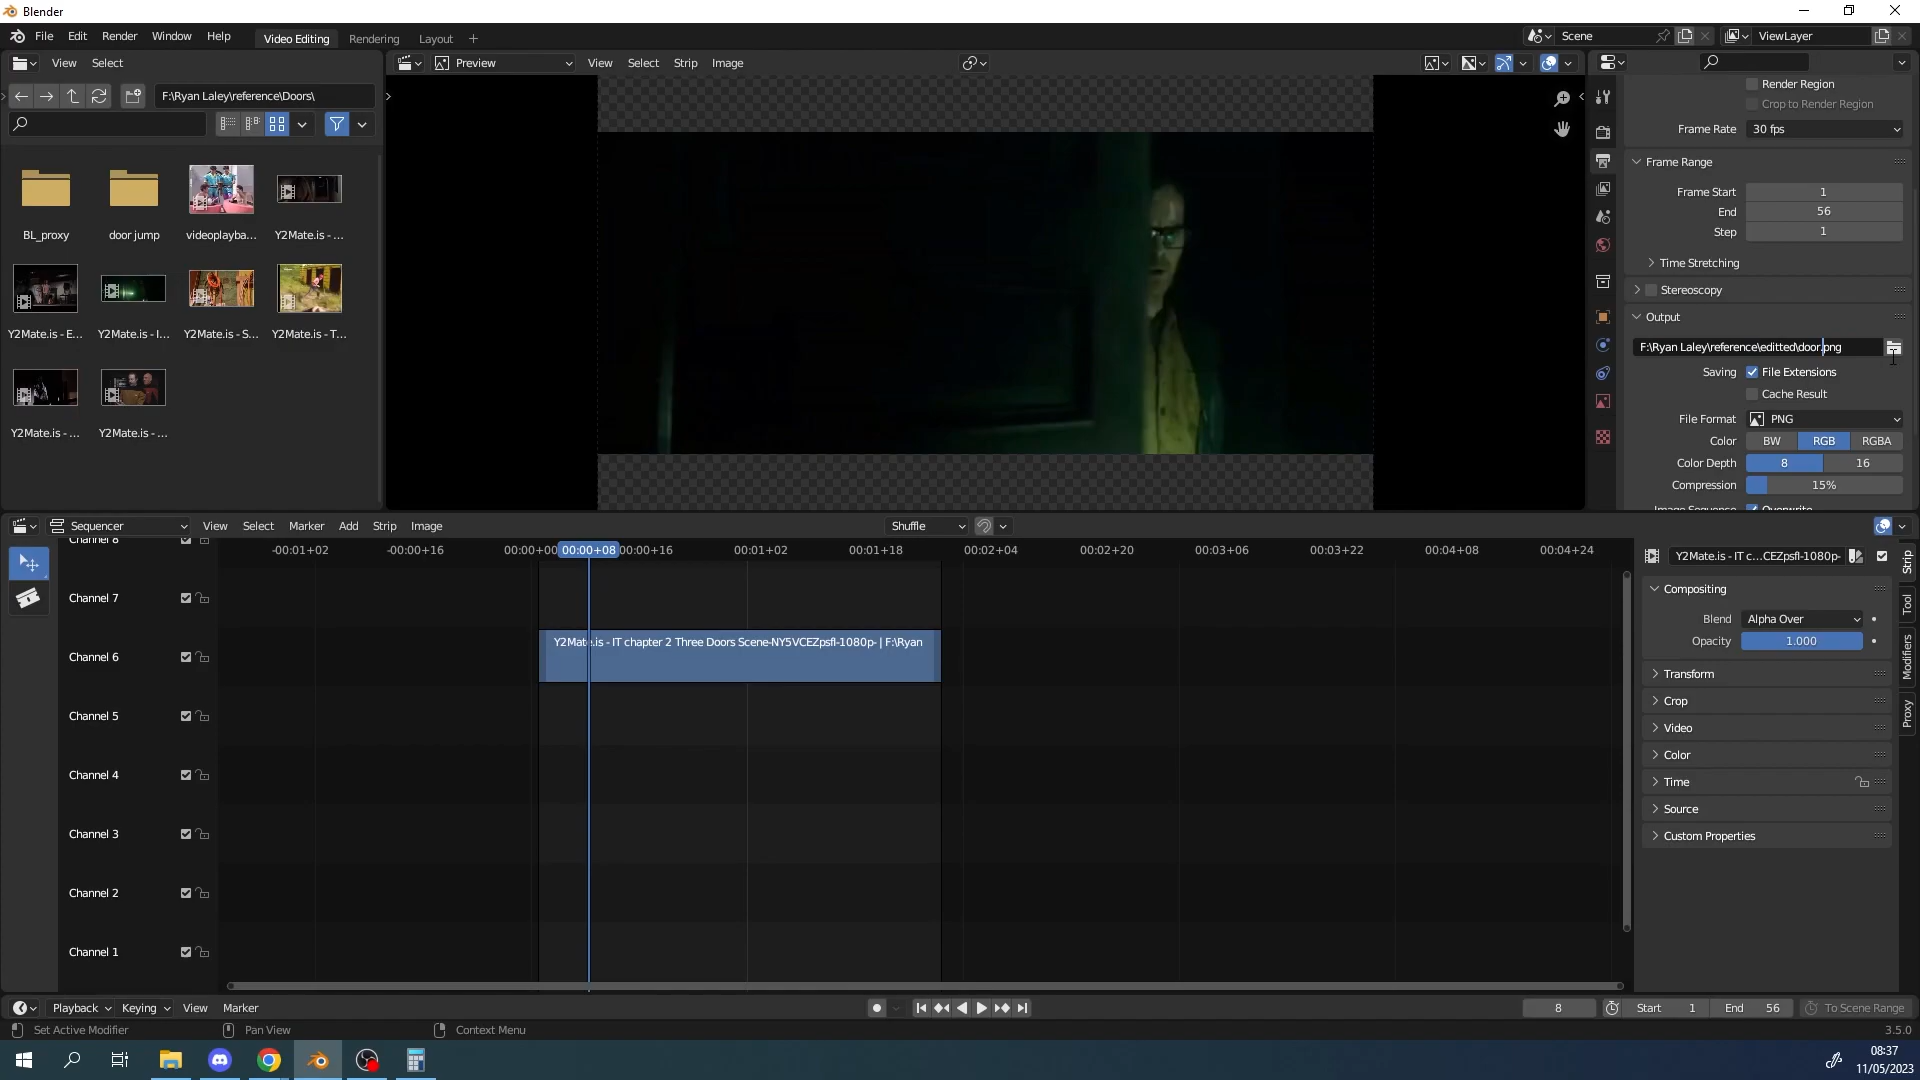 Blender
File Edit Render Window Help Video Editing Rendering Layout + Scene ViewLayer
View Select
F:\Ryan Laley\reference\Doors\
BL_proxy door jump videoplayba... Y2Mate.is - ...
Y2Mate.is - E... Y2Mate.is - I... Y2Mate.is - S... Y2Mate.is - T...
Y2Mate.is - ... Y2Mate.is - ...
Preview View Select Strip Image
Render Region
Crop to Render Region
Frame Rate 30 fps
Frame Range
Frame Start 1
End 56
Step 1
Time Stretching
Stereoscopy
Output
F:\Ryan Laley\reference\editted\door.png
Saving File Extensions
Cache Result
File Format PNG
Color BW RGB RGBA
Color Depth 8 16
Compression 15%
Image Sequence Overwrite
Sequencer View Select Marker Add Strip Image Shuffle
-00:01+02 -00:00+16 00:00+00 00:00+08 00:00+16 00:01+02 00:01+18 00:02+04 00:02+20 00:03+06 00:03+22 00:04+08 00:04+24
Channel 8
Channel 7
Channel 6
Channel 5
Channel 4
Channel 3
Channel 2
Channel 1
Y2Mate.is - IT chapter 2 Three Doors Scene-NY5VCEZpsfI-1080p- | F:\Ryan
Y2Mate.is - IT c...CEZpsfI-1080p-
Compositing
Blend Alpha Over
Opacity 1.000
Transform
Crop
Video
Color
Time
Source
Custom Properties
Strip
Tool
Modifiers
Proxy
Playback Keying View Marker 8 Start 1 End 56 To Scene Range
Set Active Modifier Pan View Context Menu 3.5.0
08:37
11/05/2023